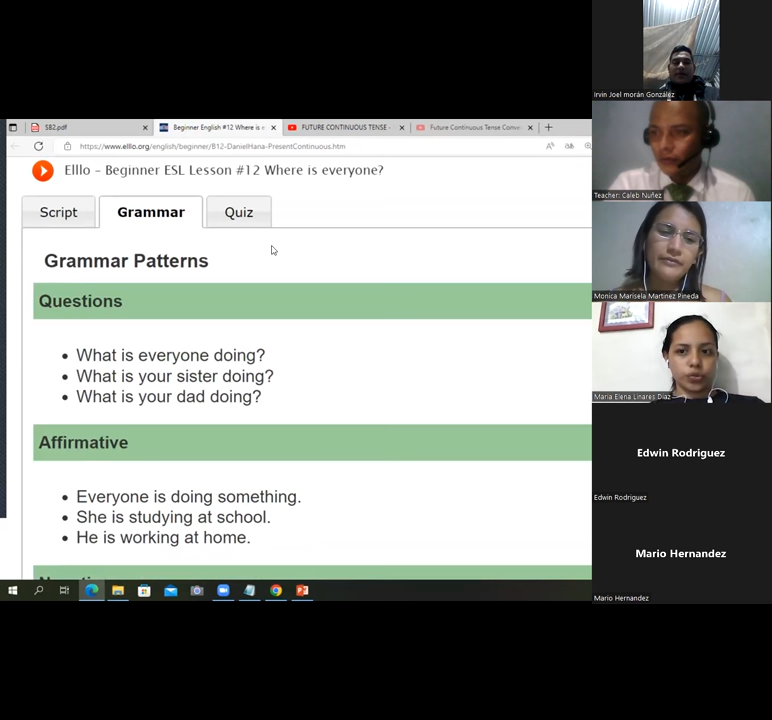 SB2.pdf
Beginner English #12 Where is e
FUTURE CONTINUOUS TENSE -
Future Continuous Tense Conve
https://www.elllo.org/english/beginner/B12-DanielHana-PresentContinuous.htm
Elllo - Beginner ESL Lesson #12 Where is everyone?
Script
Grammar
Quiz
Grammar Patterns
Questions
• What is everyone doing?
• What is your sister doing?
• What is your dad doing?
Affirmative
• Everyone is doing something.
• She is studying at school.
• He is working at home.
Irvin Joel morán González
Teacher: Caleb Nuñez
Monica Marisela Martinez Pineda
Maria Elena Linares Diaz
Edwin Rodriguez
Edwin Rodriguez
Mario Hernandez
Mario Hernandez